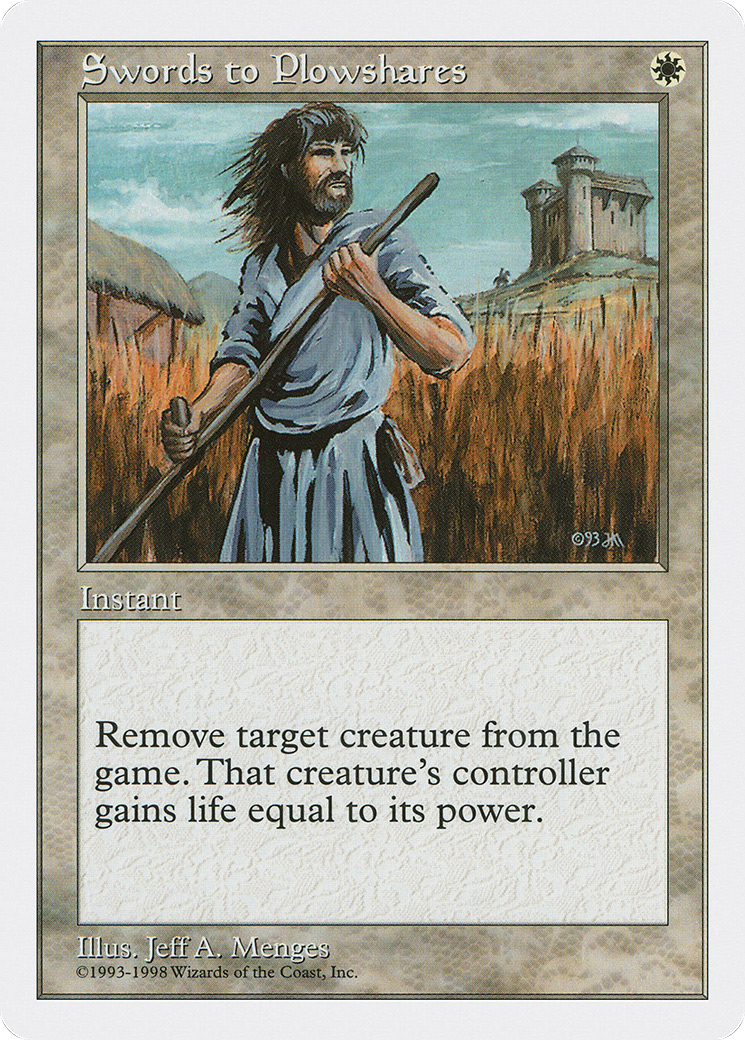 Swords to Plowshares
©93 JM
Instant
Remove target creature from the
game. That creature's controller
gains life equal to its power.
Illus. Jeff A. Menges
©1993-1998 Wizards of the Coast, Inc.